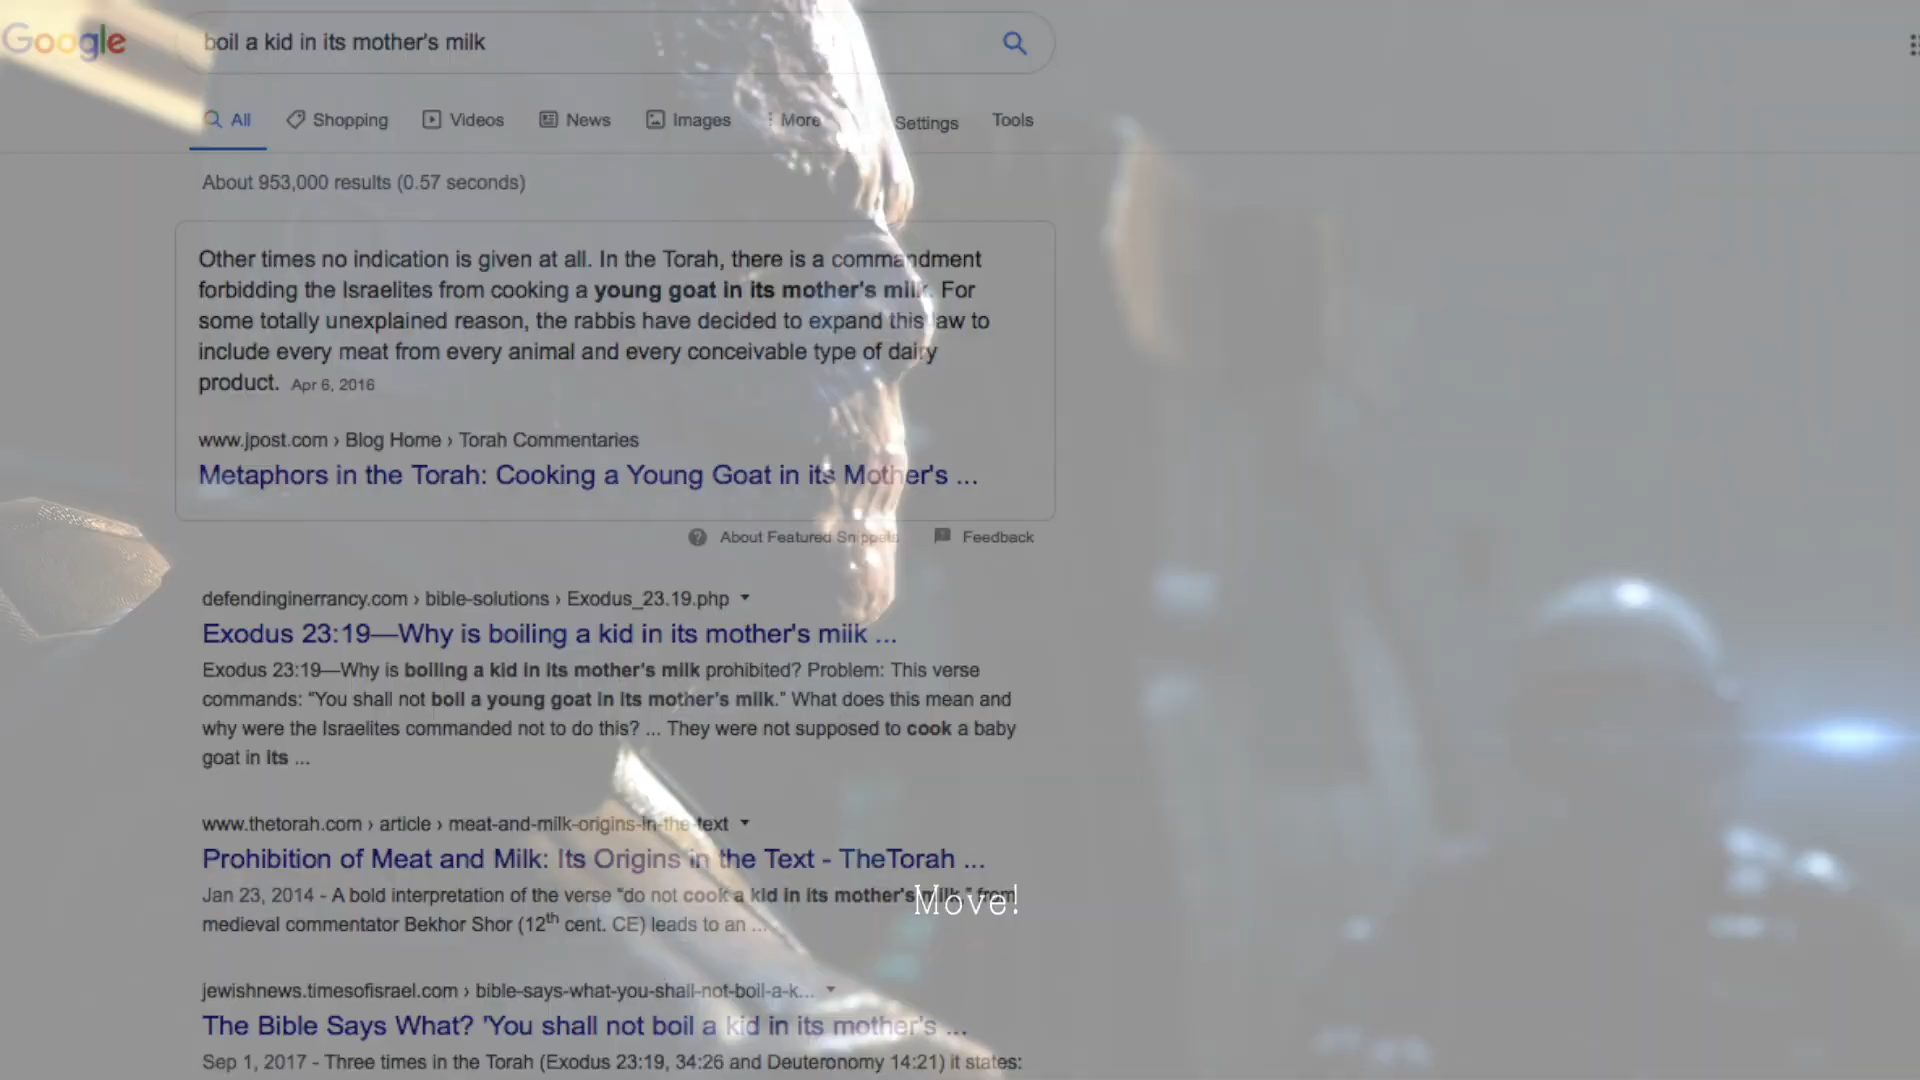 Google
boil a kid in its mother's milk
All Shopping Videos News Images More Settings Tools
About 953,000 results (0.57 seconds)
Other times no indication is given at all. In the Torah, there is a commandment
forbidding the Israelites from cooking a young goat in its mother's milk. For
some totally unexplained reason, the rabbis have decided to expand this law to
include every meat from every animal and every conceivable type of dairy
product. Apr 6, 2016
www.jpost.com › Blog Home › Torah Commentaries
Metaphors in the Torah: Cooking a Young Goat in its Mother's ...
About Featured Snippets Feedback
defendinginerrancy.com › bible-solutions › Exodus_23.19.php
Exodus 23:19—Why is boiling a kid in its mother's milk ...
Exodus 23:19—Why is boiling a kid in its mother's milk prohibited? Problem: This verse
commands: “You shall not boil a young goat in its mother's milk.” What does this mean and
why were the Israelites commanded not to do this? ... They were not supposed to cook a baby
goat in its ...
www.thetorah.com › article › meat-and-milk-origins-in-the-text
Prohibition of Meat and Milk: Its Origins in the Text - TheTorah ...
Jan 23, 2014 - A bold interpretation of the verse “do not cook a kid in its mother's milk,” from
Move!
medieval commentator Bekhor Shor (12th cent. CE) leads to an ...
jewishnews.timesofisrael.com › bible-says-what-you-shall-not-boil-a-k...
The Bible Says What? 'You shall not boil a kid in its mother's ...
Sep 1, 2017 - Three times in the Torah (Exodus 23:19, 34:26 and Deuteronomy 14:21) it states: